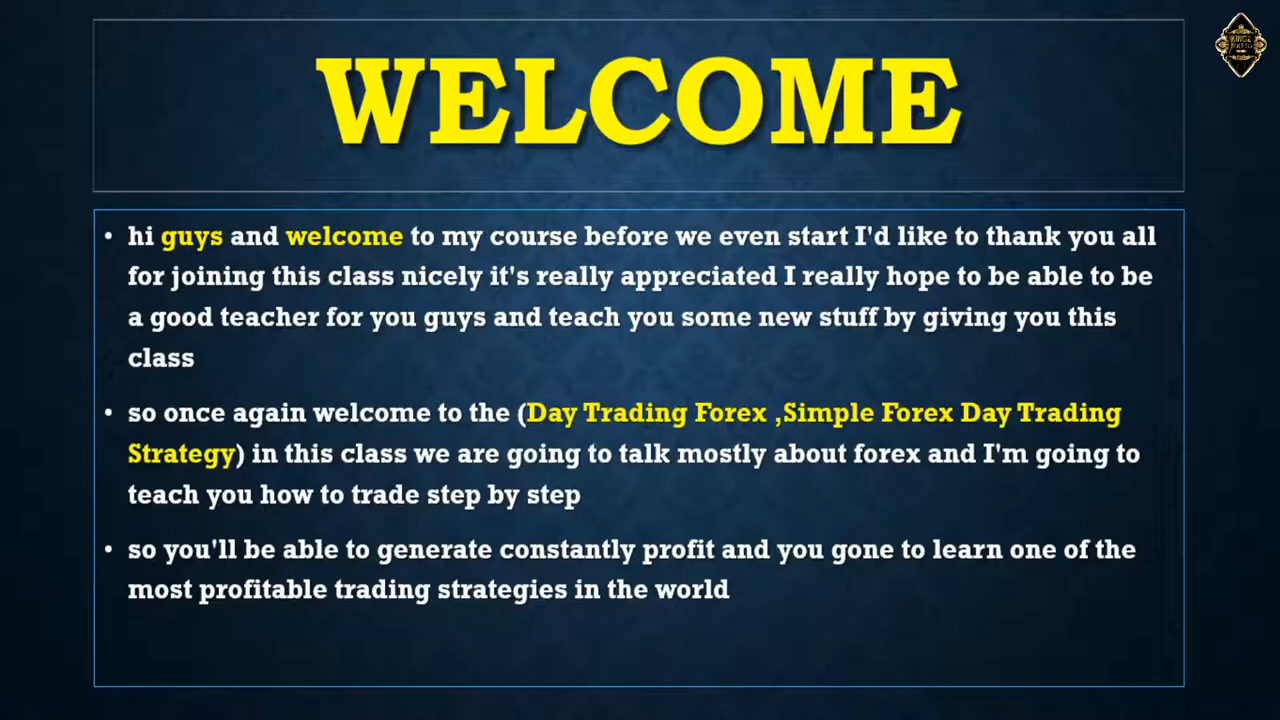 WELCOME
• hi guys and welcome to my course before we even start I'd like to thank you all
for joining this class nicely it's really appreciated I really hope to be able to be
a good teacher for you guys and teach you some new stuff by giving you this
class
• so once again welcome to the (Day Trading Forex ,Simple Forex Day Trading
Strategy) in this class we are going to talk mostly about forex and I'm going to
teach you how to trade step by step
• so you'll be able to generate constantly profit and you gone to learn one of the
most profitable trading strategies in the world